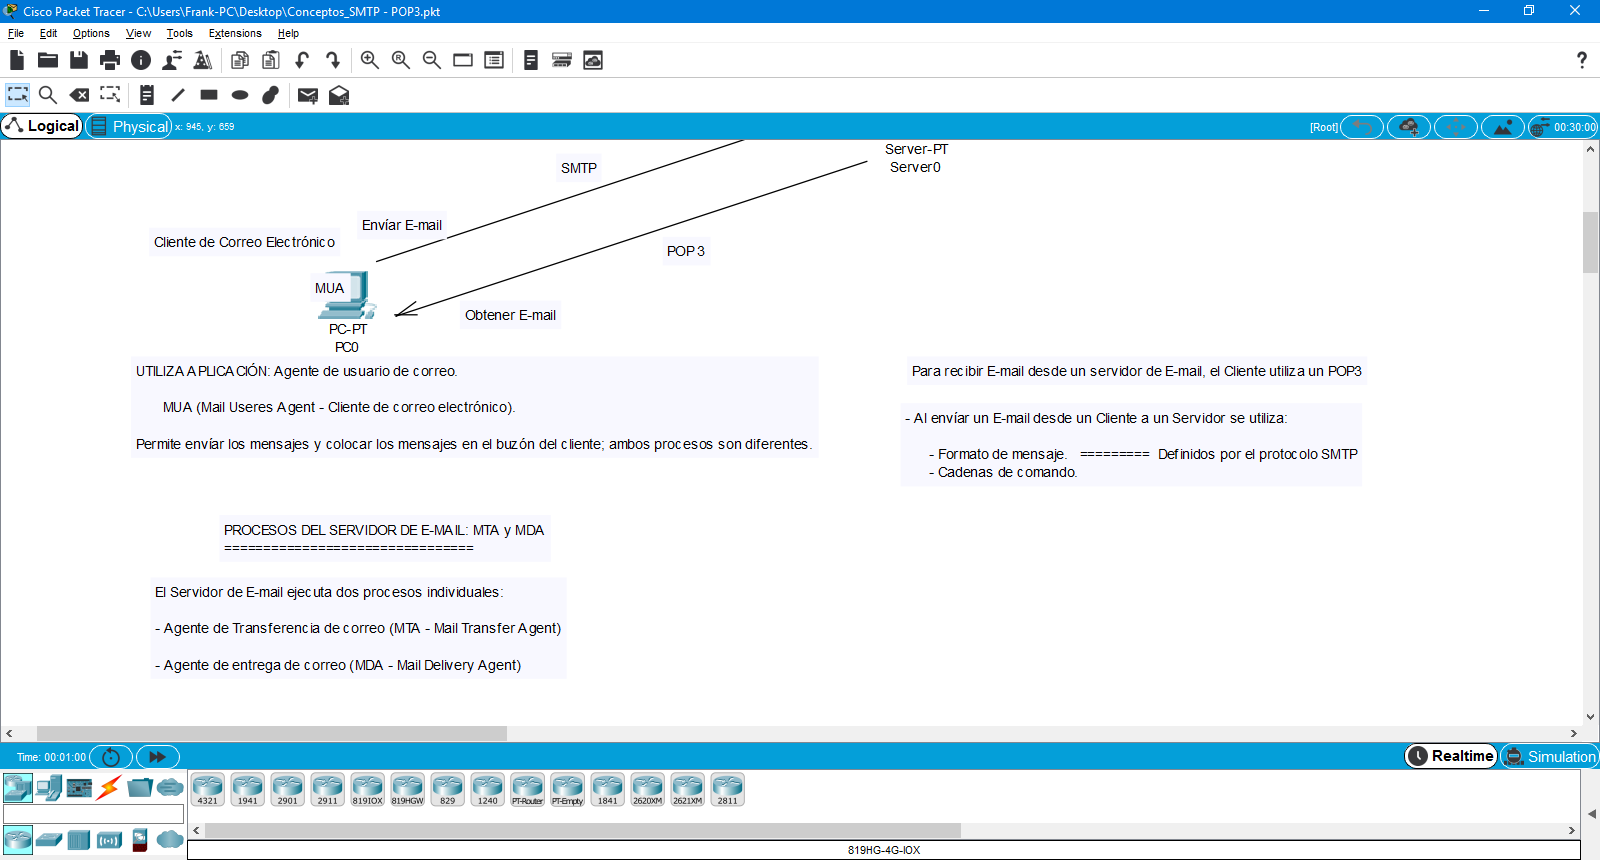 Cisco Packet Tracer - C:\Users\Frank-PC\Desktop\Conceptos_SMTP - POP3.pkt
File Edit Options View Tools Extensions Help
?
Logical Physical x: 945, y: 659 [Root] 00:30:00
Server-PT
Server0
SMTP
Envíar E-mail
Cliente de Correo Electrónico
POP3
MUA
Obtener E-mail
PC-PT
PC0
UTILIZA APLICACIÓN: Agente de usuario de correo.
MUA (Mail Useres Agent - Cliente de correo electrónico).
Permite envíar los mensajes y colocar los mensajes en el buzón del cliente; ambos procesos son diferentes.
Para recibir E-mail desde un servidor de E-mail, el Cliente utiliza un POP3
- Al envíar un E-mail desde un Cliente a un Servidor se utiliza:
- Formato de mensaje. ========= Definidos por el protocolo SMTP
- Cadenas de comando.
PROCESOS DEL SERVIDOR DE E-MAIL: MTA y MDA
================================
El Servidor de E-mail ejecuta dos procesos individuales:
- Agente de Transferencia de correo (MTA - Mail Transfer Agent)
- Agente de entrega de correo (MDA - Mail Delivery Agent)
Time: 00:01:00 Realtime Simulation
4321 1941 2901 2911 819IOX 819HGW 829 1240 PT-Router PT-Empty 1841 2620XM 2621XM 2811
819HG-4G-IOX